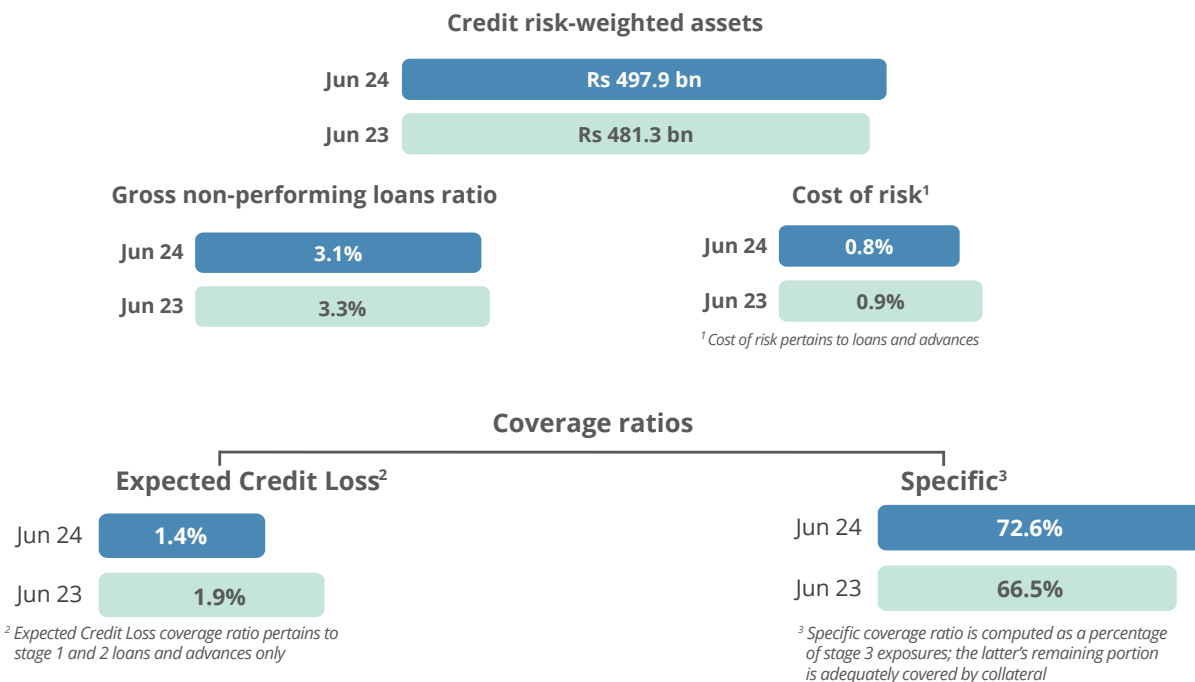 Credit risk-weighted assets
Jun 24
Rs 497.9 bn
Jun 23
Rs 481.3 bn
Gross non-performing loans ratio
Jun 24
3.1%
Jun 23
3.3%
Cost of risk¹
Jun 24
0.8%
Jun 23
0.9%
¹ Cost of risk pertains to loans and advances
Coverage ratios
Expected Credit Loss²
Jun 24
1.4%
Jun 23
1.9%
² Expected Credit Loss coverage ratio pertains to
stage 1 and 2 loans and advances only
Specific³
Jun 24
72.6%
Jun 23
66.5%
³ Specific coverage ratio is computed as a percentage
of stage 3 exposures; the latter's remaining portion
is adequately covered by collateral